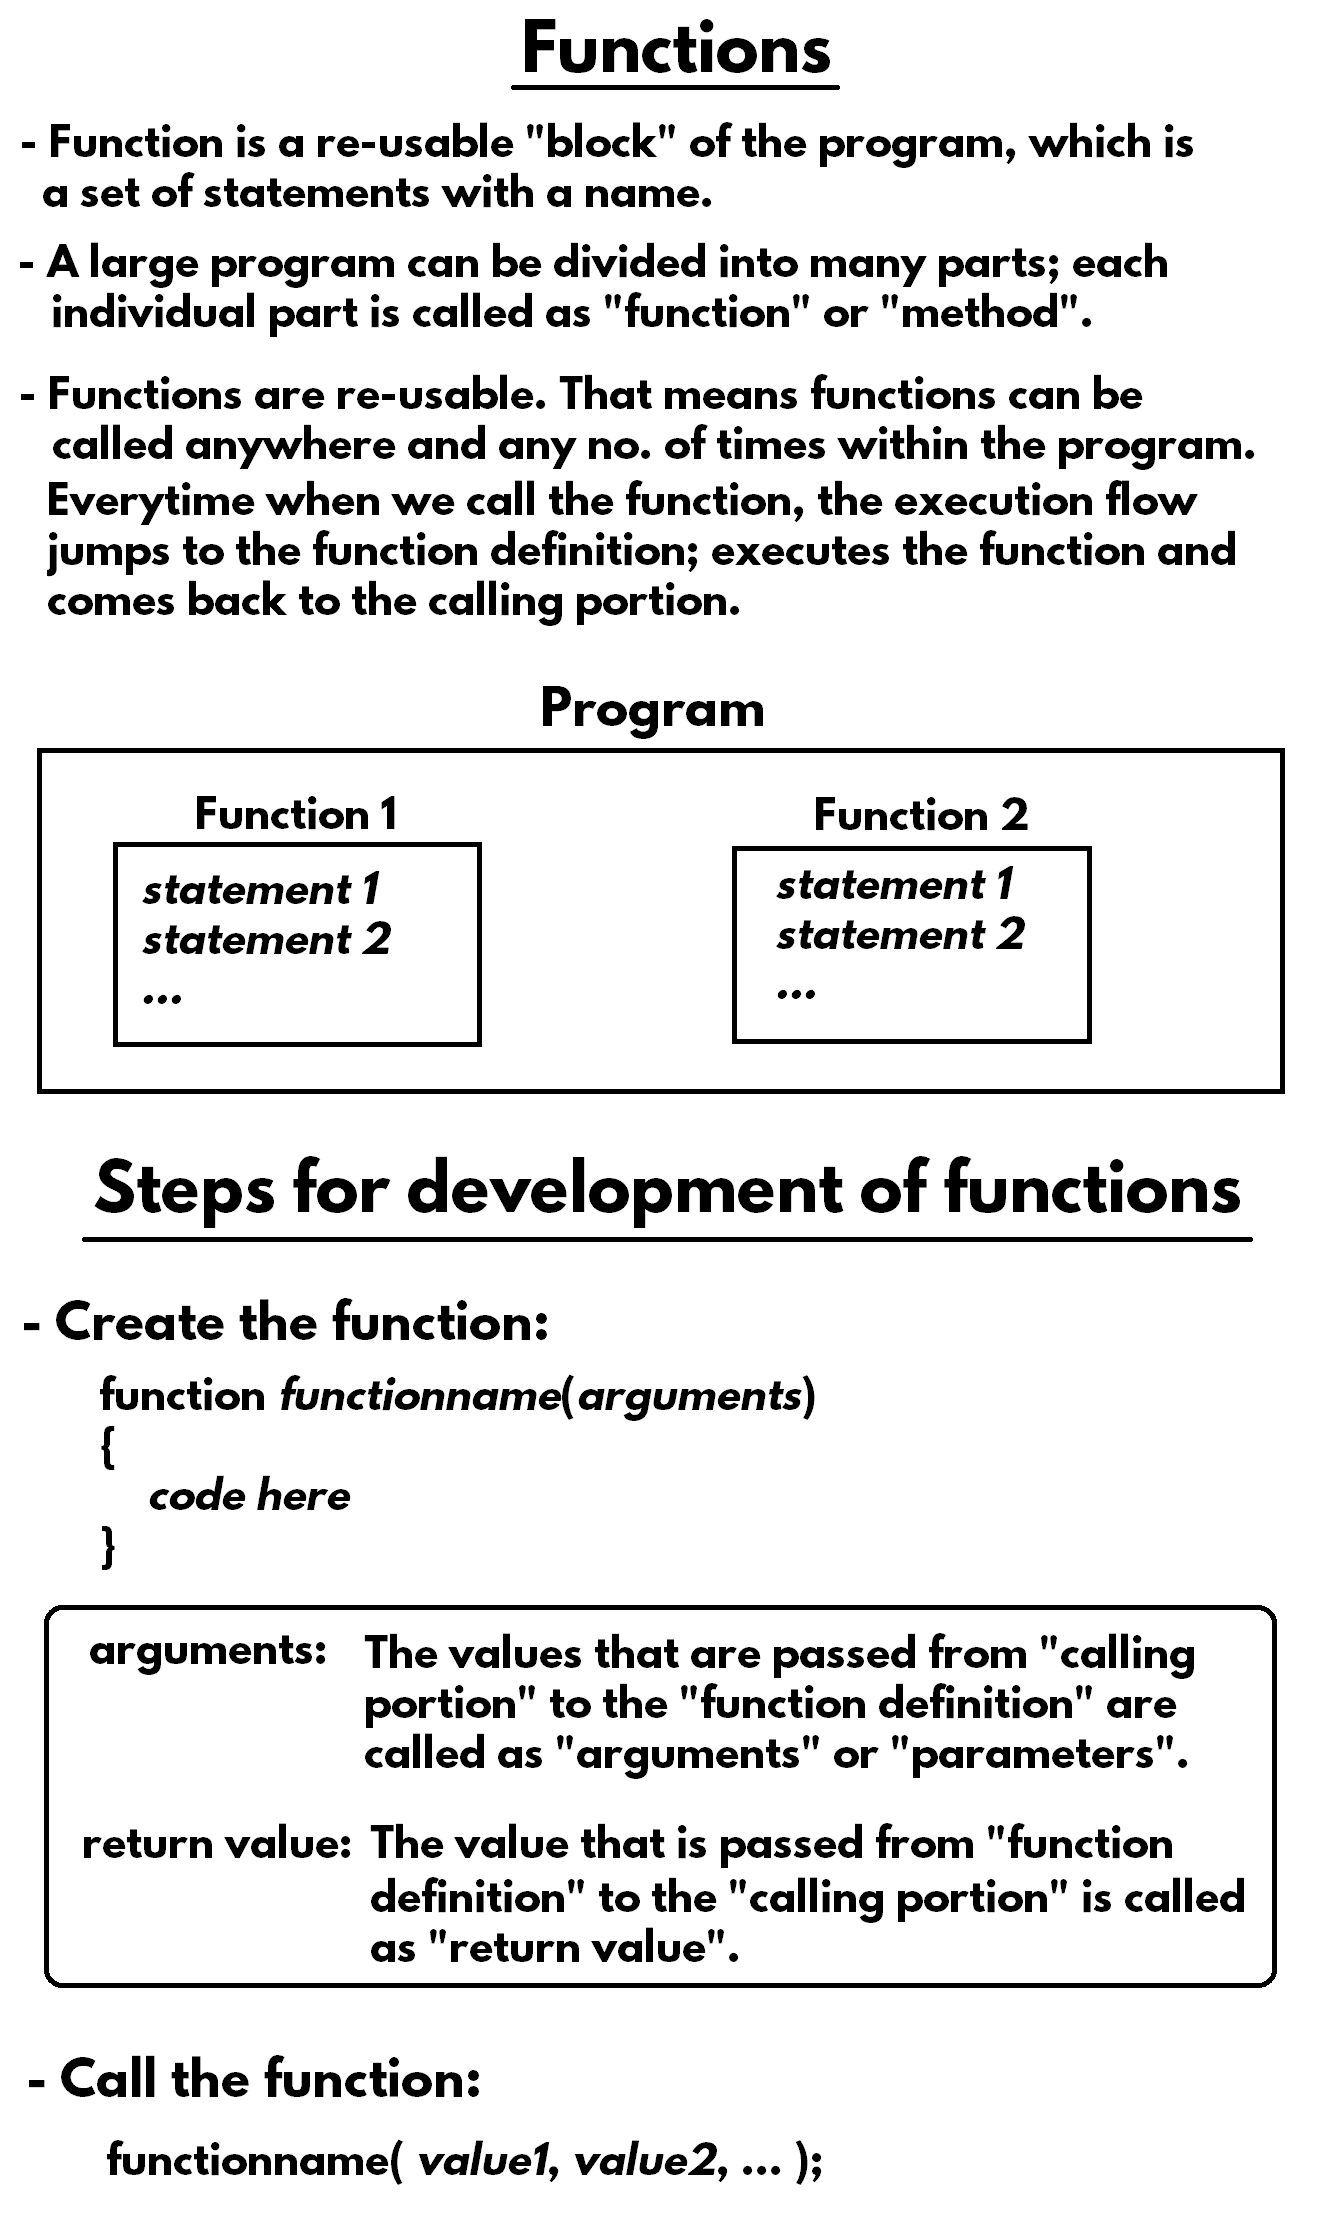 Functions
- Function is a re-usable "block" of the program, which is
a set of statements with a name.
- A large program can be divided into many parts; each
individual part is called as "function" or "method".
- Functions are re-usable. That means functions can be
called anywhere and any no. of times within the program.
Everytime when we call the function, the execution flow
jumps to the function definition; executes the function and
comes back to the calling portion.
Program
Function 1
statement 1
statement 2
...
Function 2
statement 1
statement 2
...
Steps for development of functions
- Create the function:
function functionname(arguments)
{
code here
}
arguments: The values that are passed from "calling
portion" to the "function definition" are
called as "arguments" or "parameters".
return value: The value that is passed from "function
definition" to the "calling portion" is called
as "return value".
- Call the function:
functionname( value1, value2, ... );